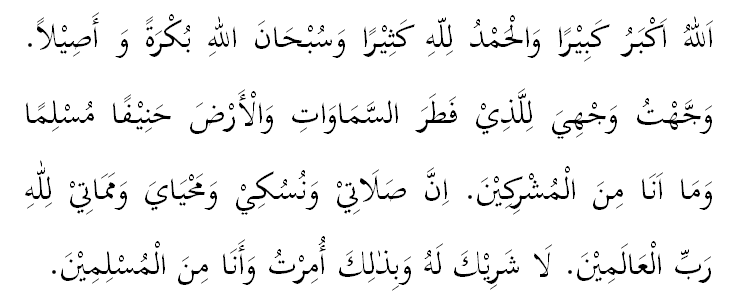 اَللهُ اَكْبَرُ كَبِيْرًا وَالْحَمْدُ لِلّٰهِ كَثِيْرًا وَسُبْحَانَ اللهِ بُكْرَةً وَ أَصِيْلاً.
وَجَّهْتُ وَجْهِيَ لِلَّذِيْ فَطَرَ السَّمَاوَاتِ وَالْأَرْضَ حَنِيْفًا مُسْلِمًا
وَمَا اَنَا مِنَ الْمُشْرِكِيْنَ. اِنَّ صَلَاتِيْ وَنُسُكِيْ وَمَحْيَايَ وَمَمَاتِيْ لِلّٰهِ
رَبِّ الْعَالَمِيْنَ. لَا شَرِيْكَ لَهُ وَبِذٰلِكَ أُمِرْتُ وَأَنَا مِنَ الْمُسْلِمِيْنَ.